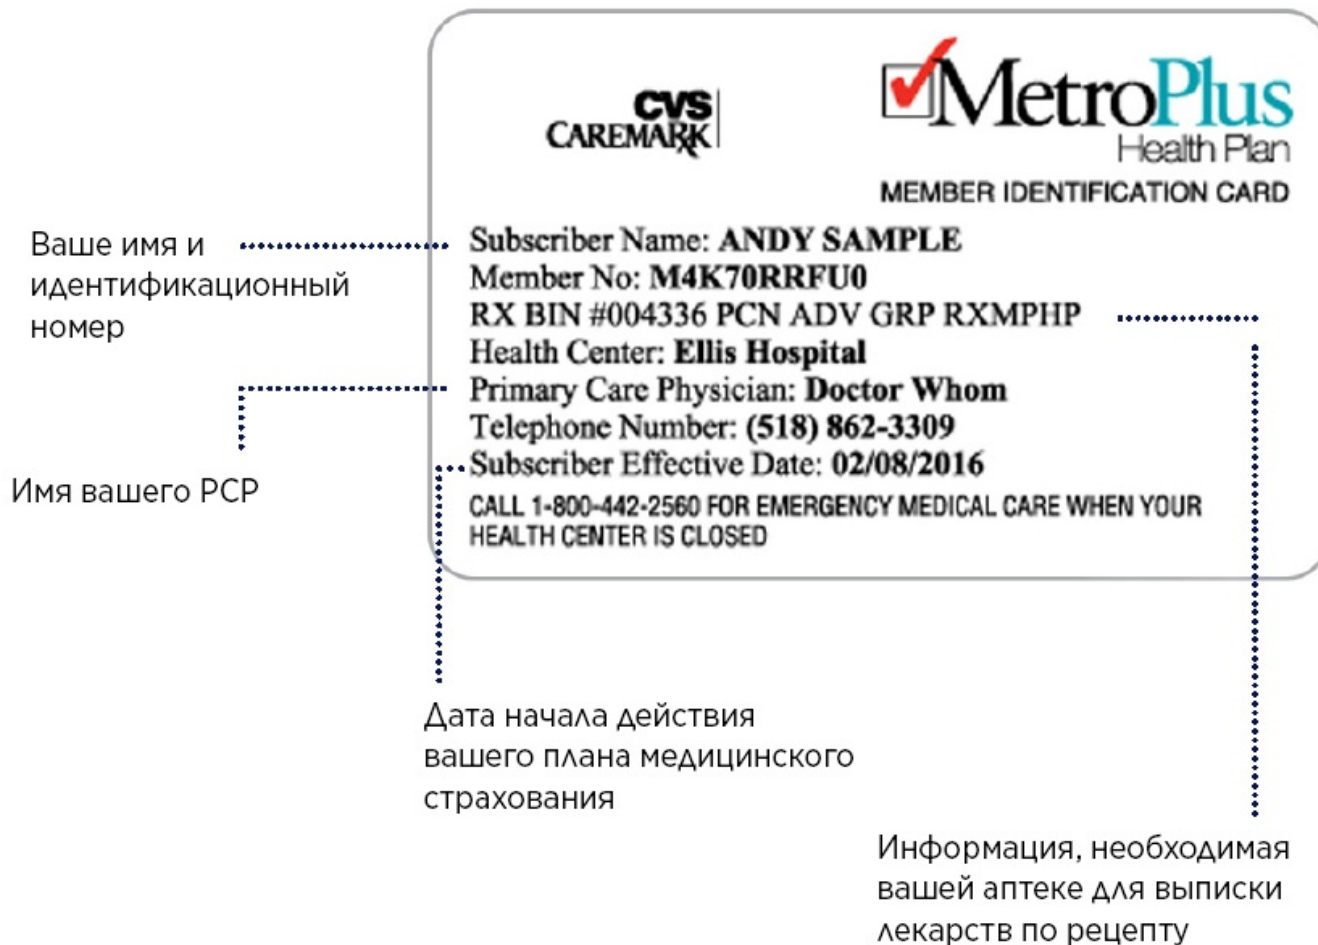 CVS
CAREMARK
MetroPlus
Health Plan
MEMBER IDENTIFICATION CARD
Ваше имя и
идентификационный
номер
Subscriber Name: ANDY SAMPLE
Member No: M4K70RRFU0
RX BIN #004336 PCN ADV GRP RXMPHP
Health Center: Ellis Hospital
Primary Care Physician: Doctor Whom
Telephone Number: (518) 862-3309
Subscriber Effective Date: 02/08/2016
CALL 1-800-442-2560 FOR EMERGENCY MEDICAL CARE WHEN YOUR
HEALTH CENTER IS CLOSED
Имя вашего PCP
Дата начала действия
вашего плана медицинского
страхования
Информация, необходимая
вашей аптеке для выписки
лекарств по рецепту